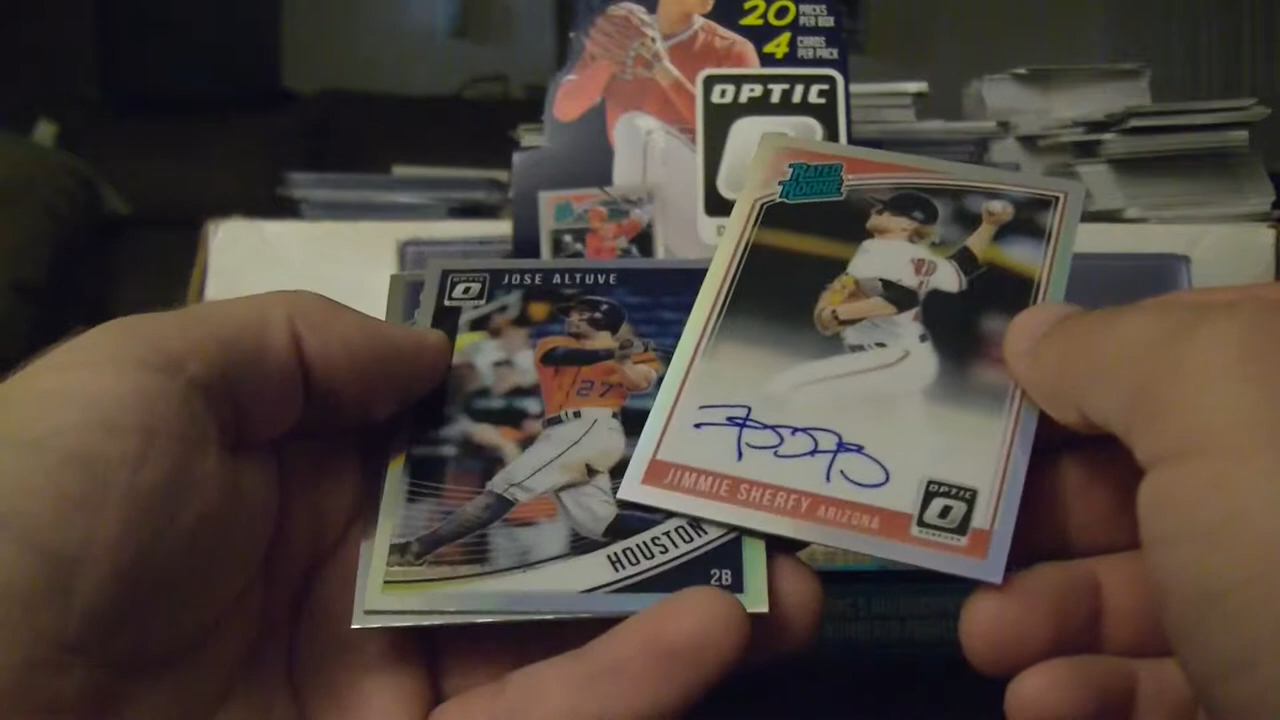 20 PACKS PER BOX
4 CARDS PER PACK
OPTIC
RATED ROOKIE
OPTIC
JOSE ALTUVE
27
HOUSTON
2B
JIMMIE SHERFY ARIZONA
OPTIC